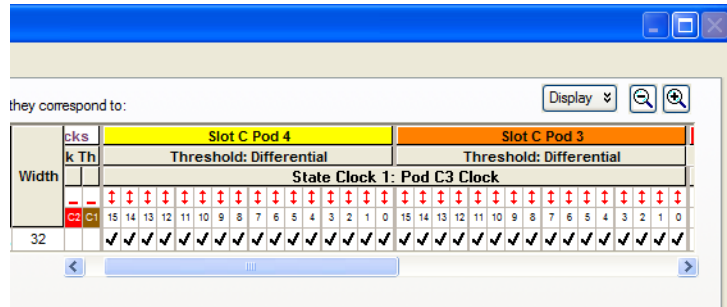 they correspond to:
Display
cks
Slot C Pod 4
Slot C Pod 3
Width
k Th
Threshold: Differential
Threshold: Differential
State Clock 1: Pod C3 Clock
C2 C1 15 14 13 12 11 10 9 8 7 6 5 4 3 2 1 0 15 14 13 12 11 10 9 8 7 6 5 4 3 2 1 0
32